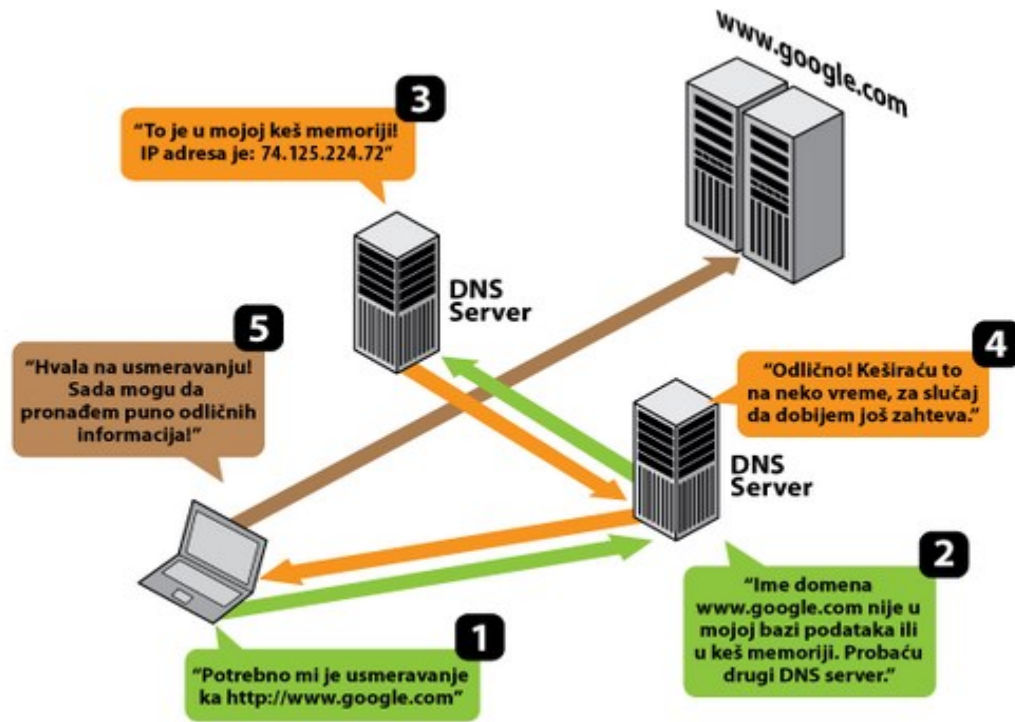 www.google.com
3
“To je u mojoj keš memoriji!
IP adresa je: 74.125.224.72”
DNS
Server
5
“Hvala na usmeravanju!
Sada mogu da
pronađem puno odličnih
informacija!”
4
“Odlično! Keširaću to
na neko vreme, za slučaj
da dobijem još zahteva.”
DNS
Server
2
“Ime domena
www.google.com nije u
mojoj bazi podataka ili
u keš memoriji. Probaću
drugi DNS server.”
1
“Potrebno mi je usmeravanje
ka http://www.google.com”